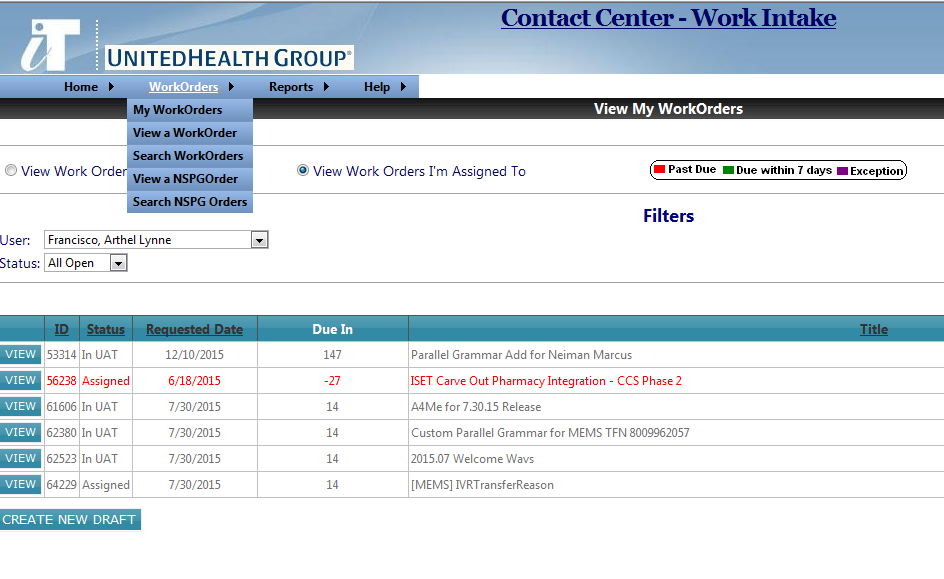 Contact Center - Work Intake
iT
UNITEDHEALTH GROUP®
Home WorkOrders Reports Help
My WorkOrders
View a WorkOrder
Search WorkOrders
View a NSPGOrder
Search NSPG Orders
View My WorkOrders
View Work Order
View Work Orders I'm Assigned To
Past Due Due within 7 days Exception
Filters
User: Francisco, Arthel Lynne
Status: All Open
ID Status Requested Date Due In Title
VIEW 53314 In UAT 12/10/2015 147 Parallel Grammar Add for Neiman Marcus
VIEW 56238 Assigned 6/18/2015 -27 ISET Carve Out Pharmacy Integration - CCS Phase 2
VIEW 61606 In UAT 7/30/2015 14 A4Me for 7.30.15 Release
VIEW 62380 In UAT 7/30/2015 14 Custom Parallel Grammar for MEMS TFN 8009962057
VIEW 62523 In UAT 7/30/2015 14 2015.07 Welcome Wavs
VIEW 64229 Assigned 7/30/2015 14 [MEMS] IVRTransferReason
CREATE NEW DRAFT